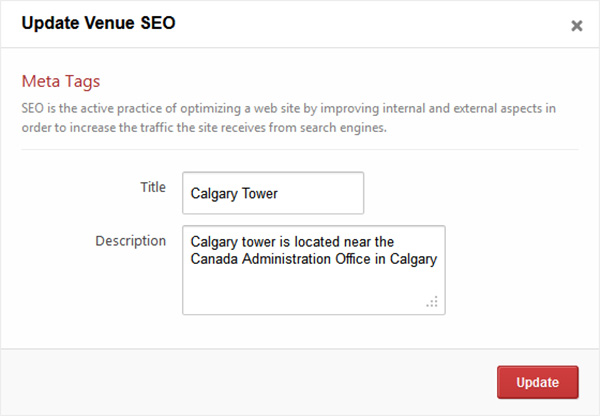 Update Venue SEO
Meta Tags
SEO is the active practice of optimizing a web site by improving internal and external aspects in
order to increase the traffic the site receives from search engines.
Title
Calgary Tower
Description
Calgary tower is located near the
Canada Administration Office in Calgary
Update